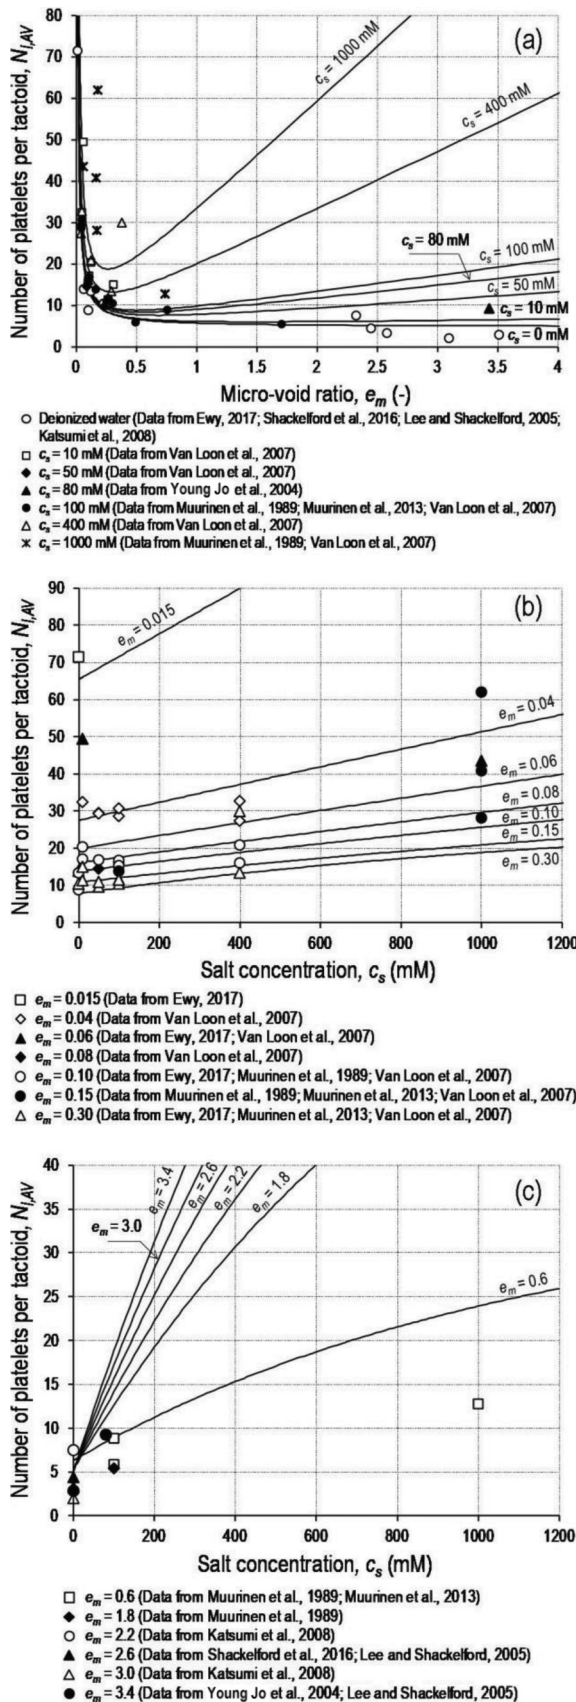 (a)
Number of platelets per tactoid, N_l,AV
80
70
60
50
40
30
20
10
0
c_s = 1000 mM
c_s = 400 mM
c_s = 80 mM
c_s = 100 mM
c_s = 50 mM
c_s = 10 mM
c_s = 0 mM
0 0.5 1 1.5 2 2.5 3 3.5 4
Micro-void ratio, e_m (-)
○ Deionized water (Data from Ewy, 2017; Shackelford et al., 2016; Lee and Shackelford, 2005;
Katsumi et al., 2008)
□ c_s = 10 mM (Data from Van Loon et al., 2007)
◆ c_s = 50 mM (Data from Van Loon et al., 2007)
▲ c_s = 80 mM (Data from Young Jo et al., 2004)
● c_s = 100 mM (Data from Muurinen et al., 1989; Muurinen et al., 2013; Van Loon et al., 2007)
△ c_s = 400 mM (Data from Van Loon et al., 2007)
ж c_s = 1000 mM (Data from Muurinen et al., 1989; Van Loon et al., 2007)
(b)
Number of platelets per tactoid, N_l,AV
90
80
70
60
50
40
30
20
10
0
e_m = 0.015
e_m = 0.04
e_m = 0.06
e_m = 0.08
e_m = 0.10
e_m = 0.15
e_m = 0.30
0 200 400 600 800 1000 1200
Salt concentration, c_s (mM)
□ e_m = 0.015 (Data from Ewy, 2017)
◇ e_m = 0.04 (Data from Van Loon et al., 2007)
▲ e_m = 0.06 (Data from Ewy, 2017; Van Loon et al., 2007)
◆ e_m = 0.08 (Data from Van Loon et al., 2007)
○ e_m = 0.10 (Data from Ewy, 2017; Muurinen et al., 1989; Van Loon et al., 2007)
● e_m = 0.15 (Data from Muurinen et al., 1989; Muurinen et al., 2013; Van Loon et al., 2007)
△ e_m = 0.30 (Data from Ewy, 2017; Muurinen et al., 2013; Van Loon et al., 2007)
(c)
Number of platelets per tactoid, N_l,AV
40
35
30
25
20
15
10
5
0
e_m = 3.4
e_m = 3.0
e_m = 2.6
e_m = 2.2
e_m = 1.8
e_m = 0.6
0 200 400 600 800 1000 1200
Salt concentration, c_s (mM)
□ e_m = 0.6 (Data from Muurinen et al., 1989; Muurinen et al., 2013)
◆ e_m = 1.8 (Data from Muurinen et al., 1989)
○ e_m = 2.2 (Data from Katsumi et al., 2008)
▲ e_m = 2.6 (Data from Shackelford et al., 2016; Lee and Shackelford, 2005)
△ e_m = 3.0 (Data from Katsumi et al., 2008)
● e_m = 3.4 (Data from Young Jo et al., 2004; Lee and Shackelford, 2005)